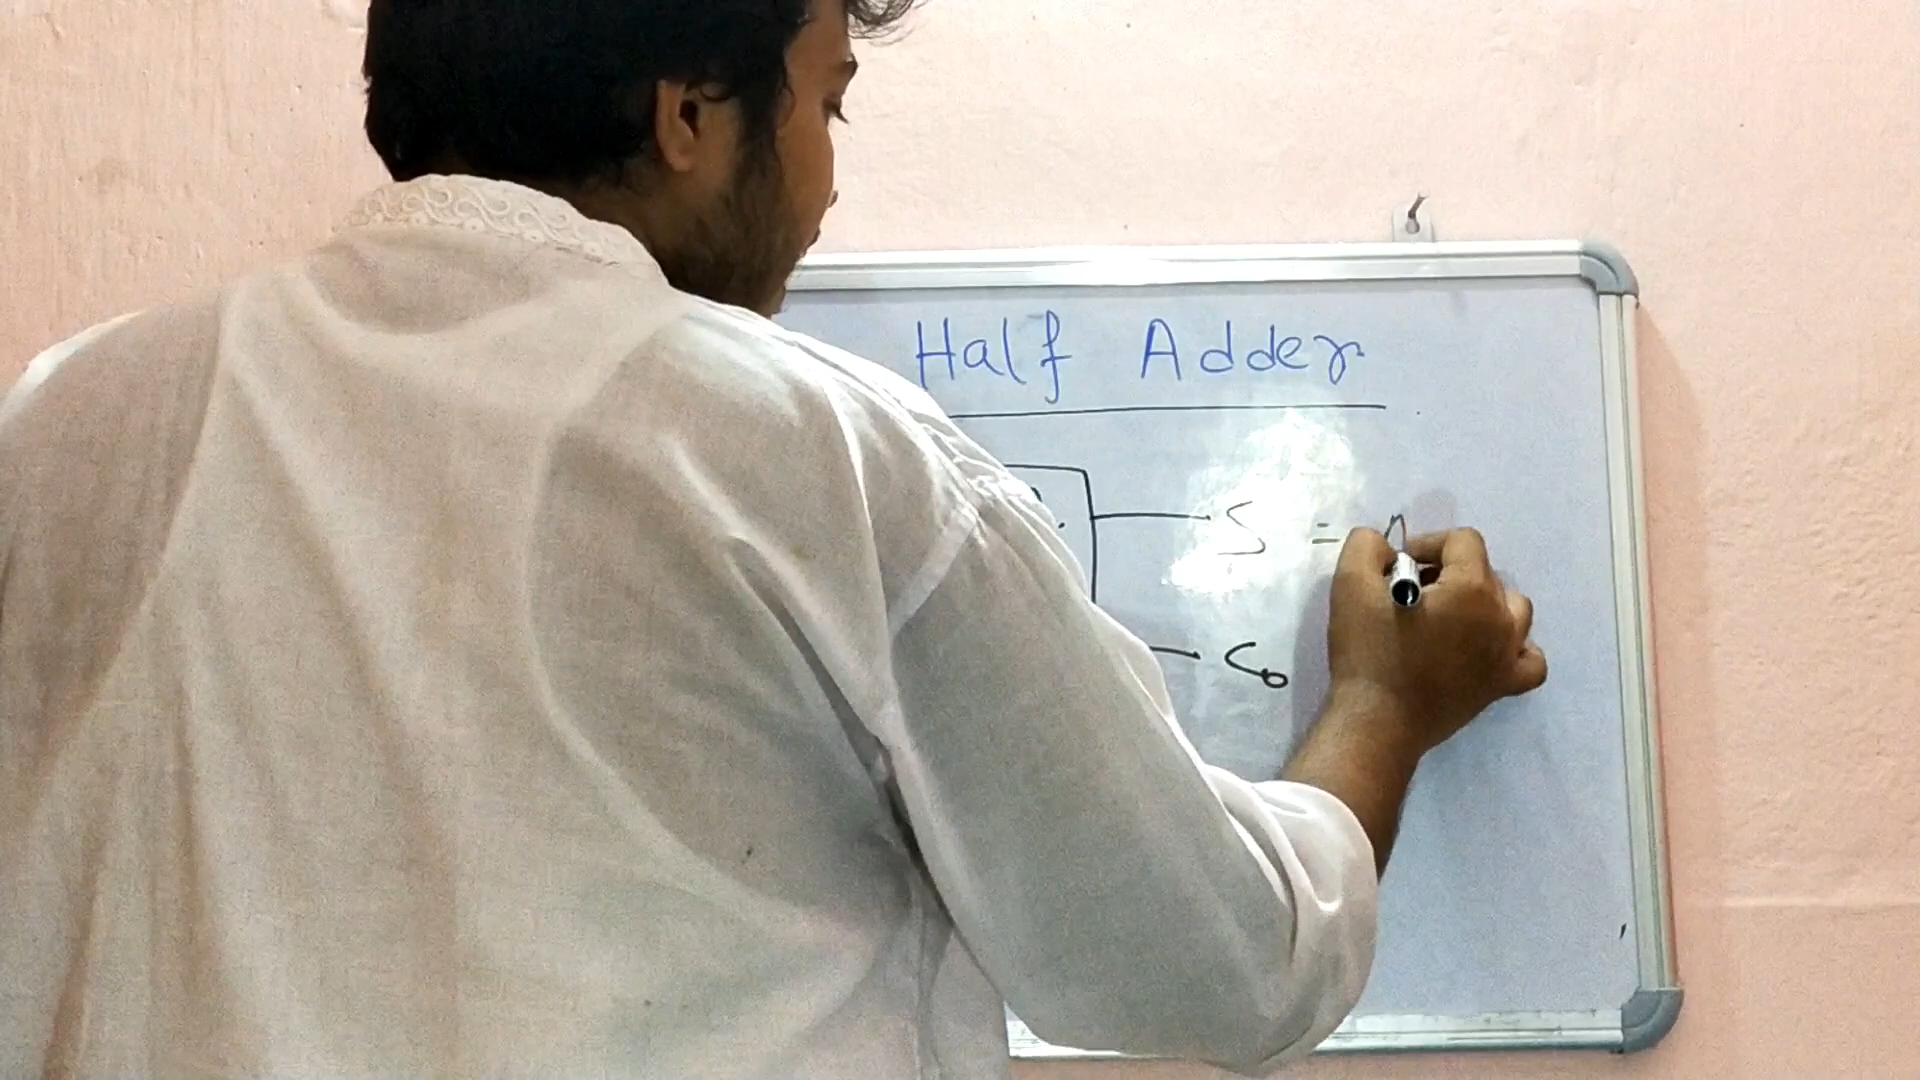 Half Adder
S =
Co